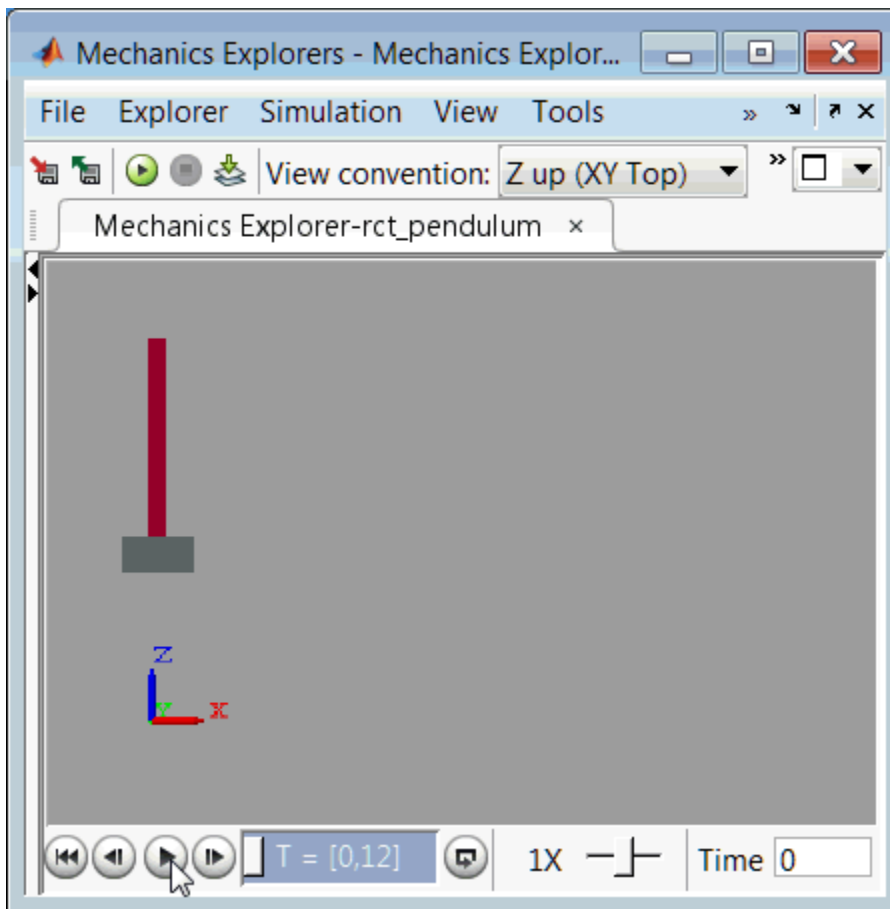 Mechanics Explorers - Mechanics Explor...
File Explorer Simulation View Tools »
View convention: Z up (XY Top) »
Mechanics Explorer-rct_pendulum ×
Z
Y X
T = [0,12] 1X Time 0